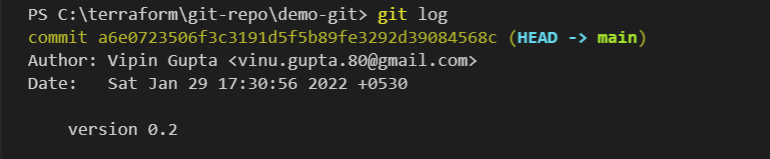 PS C:\terraform\git-repo\demo-git> git log
commit a6e0723506f3c3191d5f5b89fe3292d39084568c (HEAD -> main)
Author: Vipin Gupta <vinu.gupta.80@gmail.com>
Date:   Sat Jan 29 17:30:56 2022 +0530
version 0.2